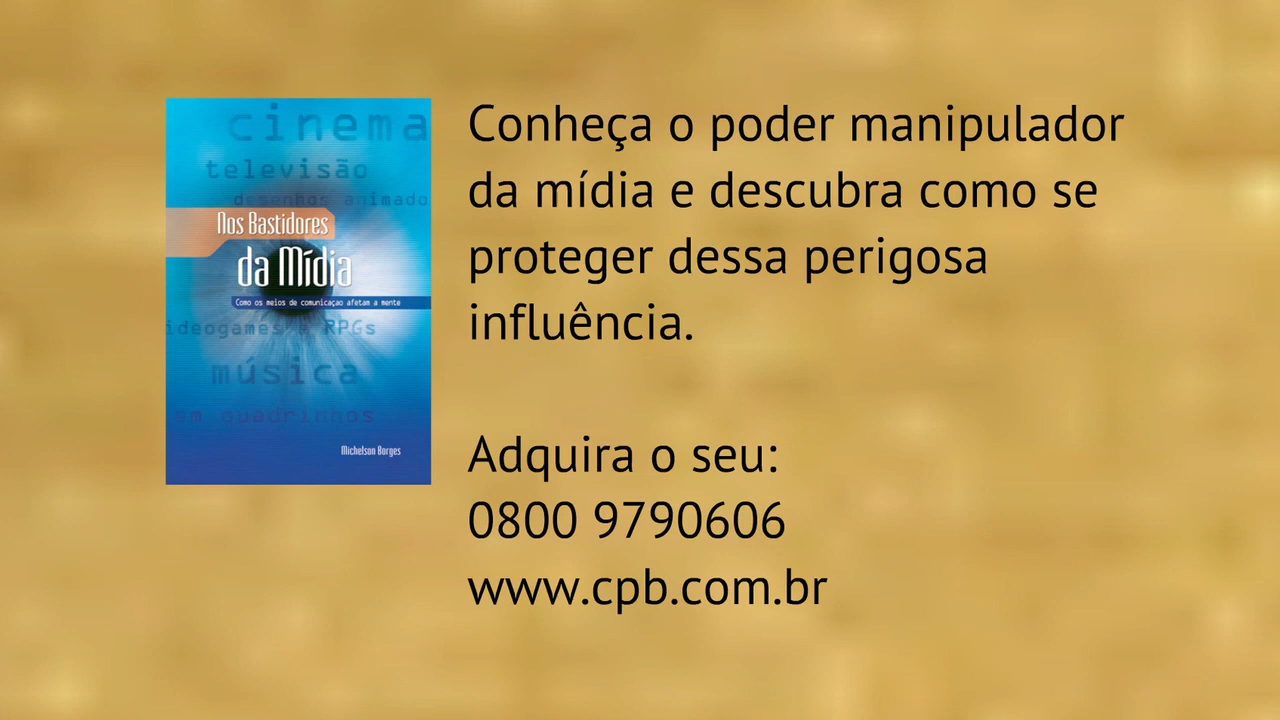 cinema
televisão
desenhos animado
Nos Bastidores
da Mídia
Como os meios de comunicação afetam a mente
ideogames e RPGs
música
em quadrinhos
Michelson Borges
Conheça o poder manipulador
da mídia e descubra como se
proteger dessa perigosa
influência.
Adquira o seu:
0800 9790606
www.cpb.com.br